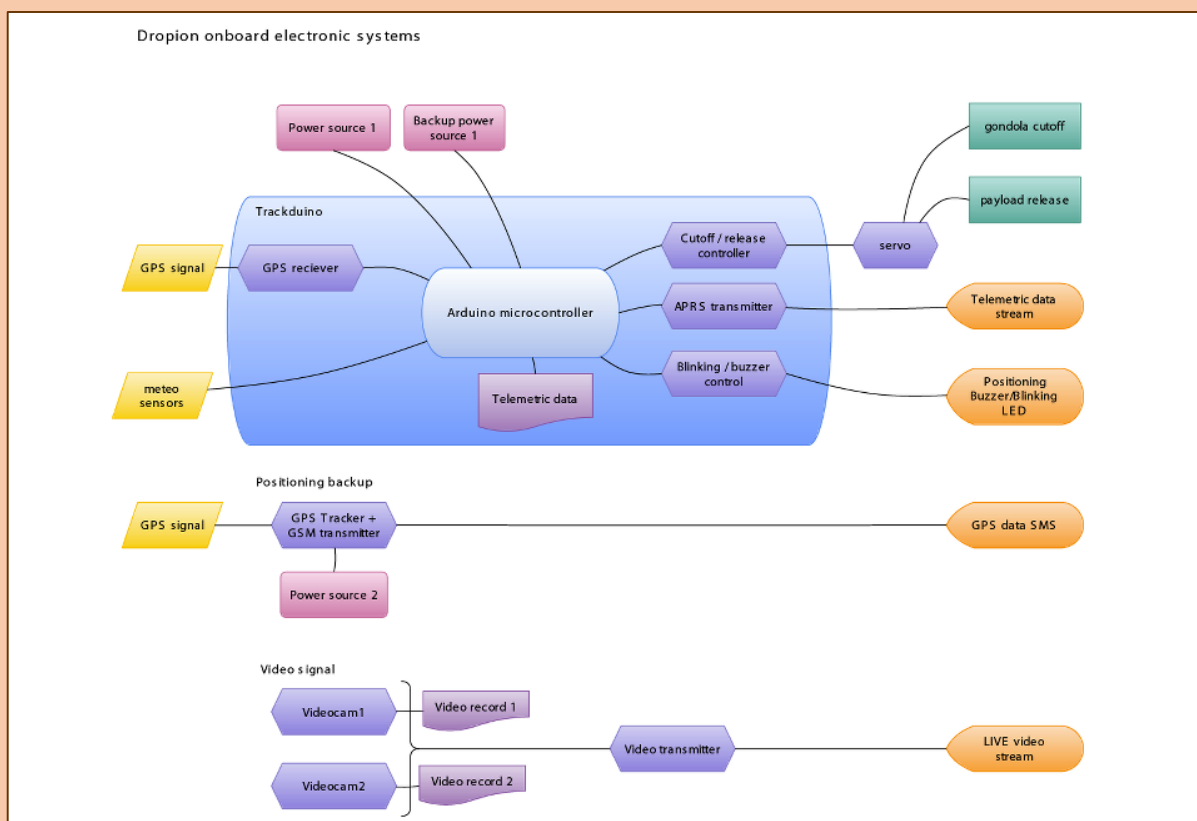 Dropion onboard electronic systems
Power source 1
Backup power
source 1
gondola cutoff
payload release
Trackduino
GPS signal
GPS reciever
Arduino microcontroller
Cutoff / release
controller
servo
APRS transmitter
Telemetric data
stream
meteo
sensors
Telemetric data
Blinking / buzzer
control
Positioning
Buzzer/Blinking
LED
Positioning backup
GPS signal
GPS Tracker +
GSM transmitter
GPS data SMS
Power source 2
Video signal
Videocam1
Video record 1
Video transmitter
LIVE video
stream
Videocam2
Video record 2